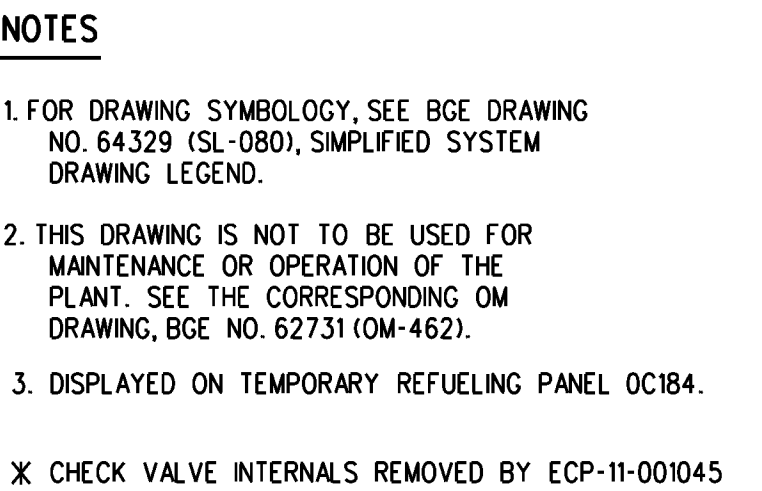 NOTES
1. FOR DRAWING SYMBOLOGY, SEE BGE DRAWING
NO. 64329 (SL-080), SIMPLIFIED SYSTEM
DRAWING LEGEND.
2. THIS DRAWING IS NOT TO BE USED FOR
MAINTENANCE OR OPERATION OF THE
PLANT. SEE THE CORRESPONDING OM
DRAWING, BGE NO. 62731 (OM-462).
3. DISPLAYED ON TEMPORARY REFUELING PANEL 0C184.
Ж CHECK VALVE INTERNALS REMOVED BY ECP-11-001045